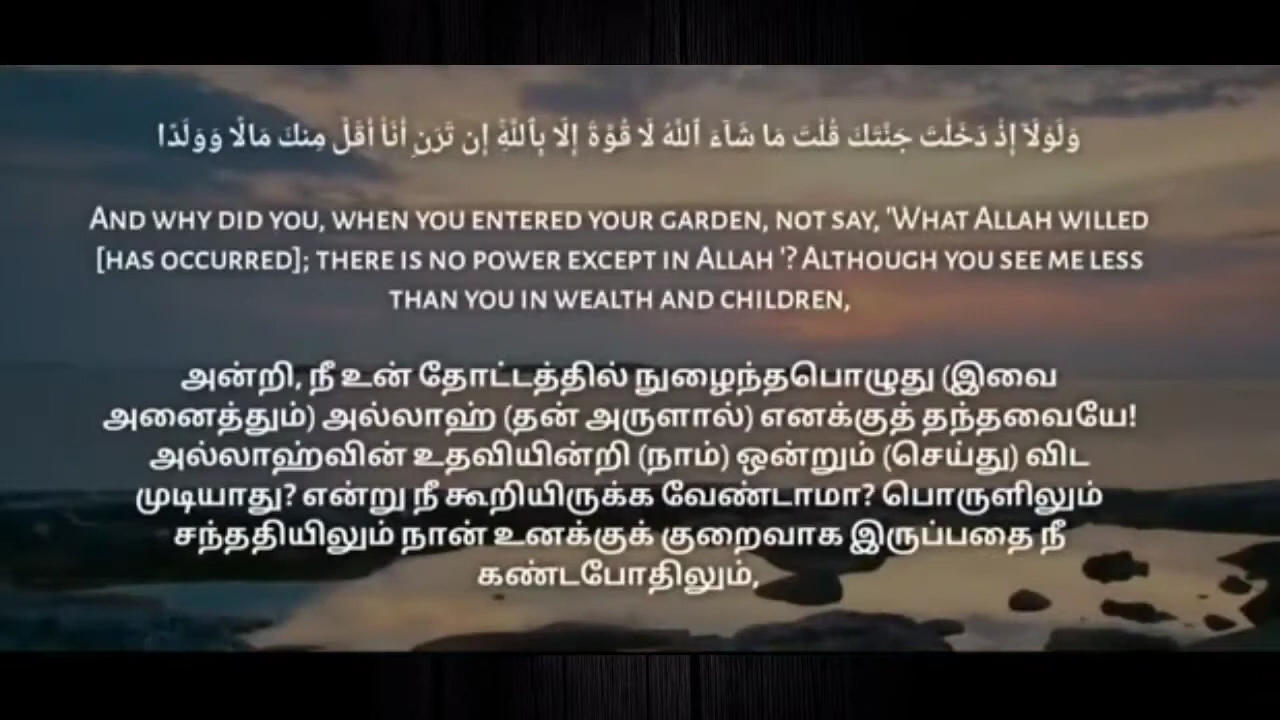 وَلَوْلَآ إِذْ دَخَلْتَ جَنَّتَكَ قُلْتَ مَا شَآءَ ٱللَّهُ لَا قُوَّةَ إِلَّا بِٱللَّهِۚ إِن تَرَنِ أَنَا۠ أَقَلَّ مِنكَ مَالًا وَوَلَدًا
And why did you, when you entered your garden, not say, 'What Allah willed
[has occurred]; there is no power except in Allah '? Although you see me less
than you in wealth and children,
அன்றி, நீ உன் தோட்டத்தில் நுழைந்தபொழுது (இவை
அனைத்தும்) அல்லாஹ் (தன் அருளால்) எனக்குத் தந்தவையே!
அல்லாஹ்வின் உதவியின்றி (நாம்) ஒன்றும் (செய்து) விட
முடியாது? என்று நீ கூறியிருக்க வேண்டாமா? பொருளிலும்
சந்ததியிலும் நான் உனக்குக் குறைவாக இருப்பதை நீ
கண்டபோதிலும்,